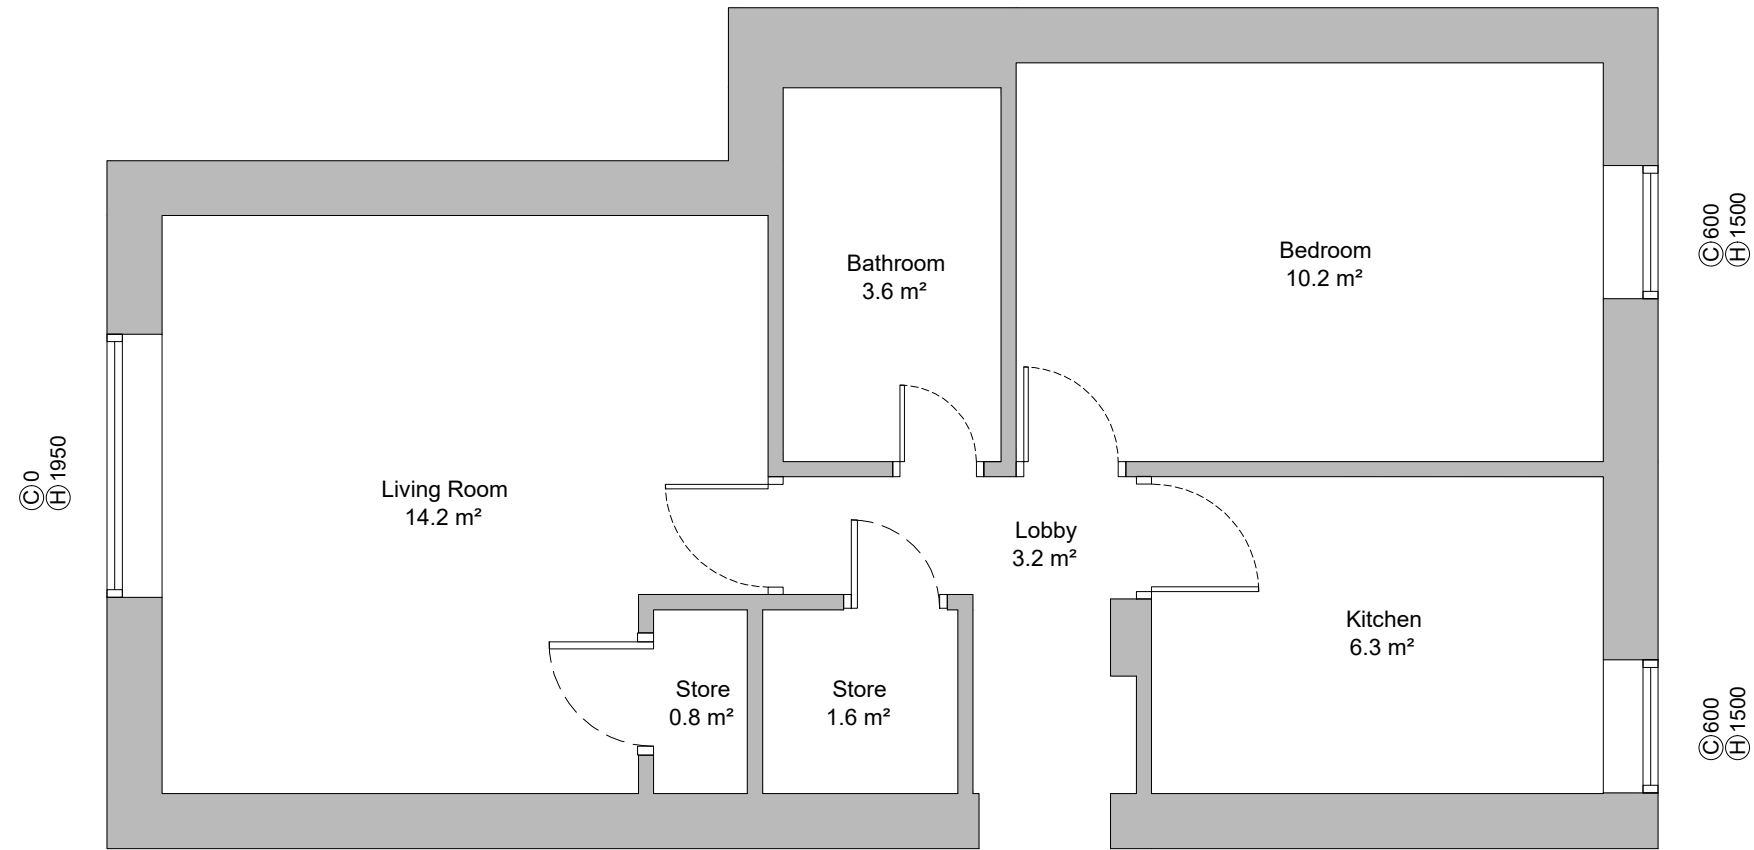 Bathroom
3.6 m²
Bedroom
10.2 m²
Ⓒ600
Ⓗ1500
Living Room
14.2 m²
Ⓒ0
Ⓗ1950
Lobby
3.2 m²
Kitchen
6.3 m²
Store
0.8 m²
Store
1.6 m²
Ⓒ600
Ⓗ1500